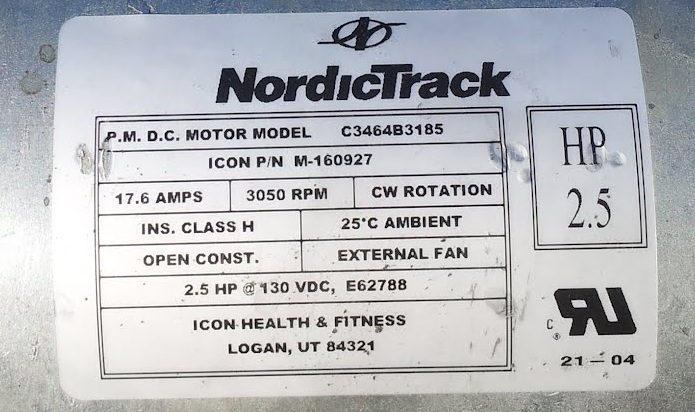 NordicTrack
P.M. D.C. MOTOR MODEL C3464B3185
ICON P/N M-160927
17.6 AMPS 3050 RPM CW ROTATION
INS. CLASS H 25°C AMBIENT
OPEN CONST. EXTERNAL FAN
2.5 HP @ 130 VDC, E62788
ICON HEALTH & FITNESS
LOGAN, UT 84321
HP
2.5
C RU ®
21-04